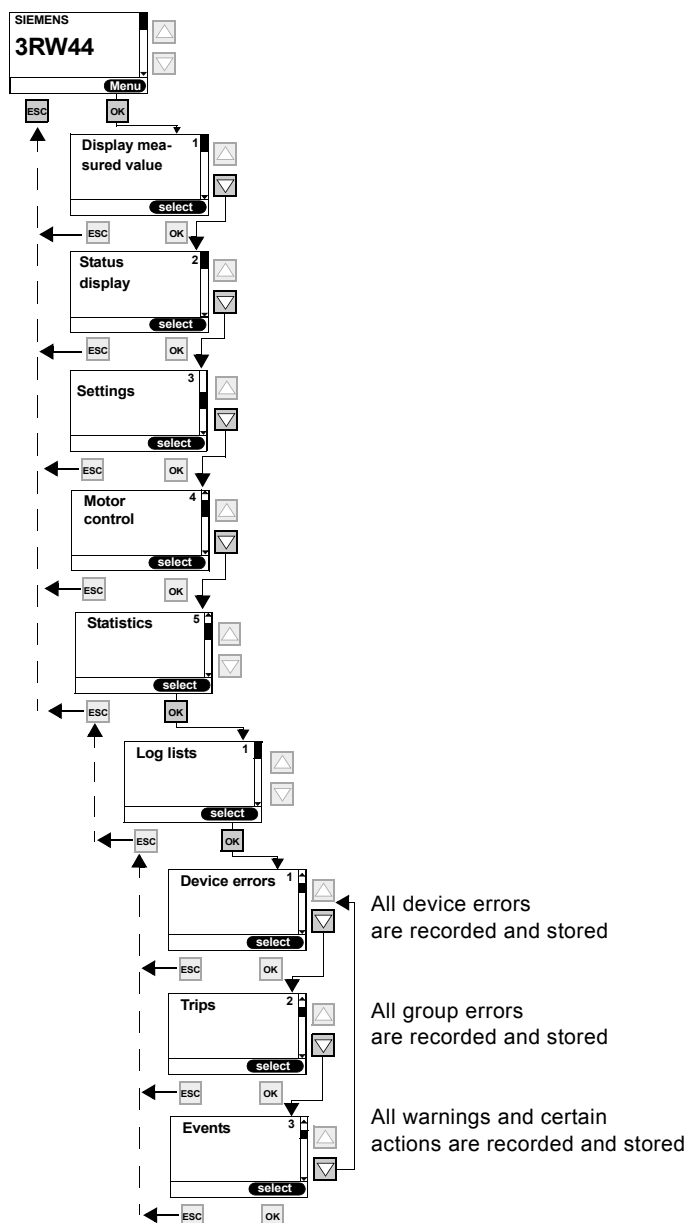 SIEMENS
3RW44
Menu
ESC
OK
Display mea-
sured value
1
select
ESC
OK
Status
display
2
select
ESC
OK
Settings
3
select
ESC
OK
Motor
control
4
select
ESC
OK
Statistics
5
select
ESC
OK
Log lists
1
select
ESC
OK
Device errors
1
select
All device errors
are recorded and stored
ESC
OK
Trips
2
select
All group errors
are recorded and stored
ESC
OK
Events
3
select
All warnings and certain
actions are recorded and stored
ESC
OK